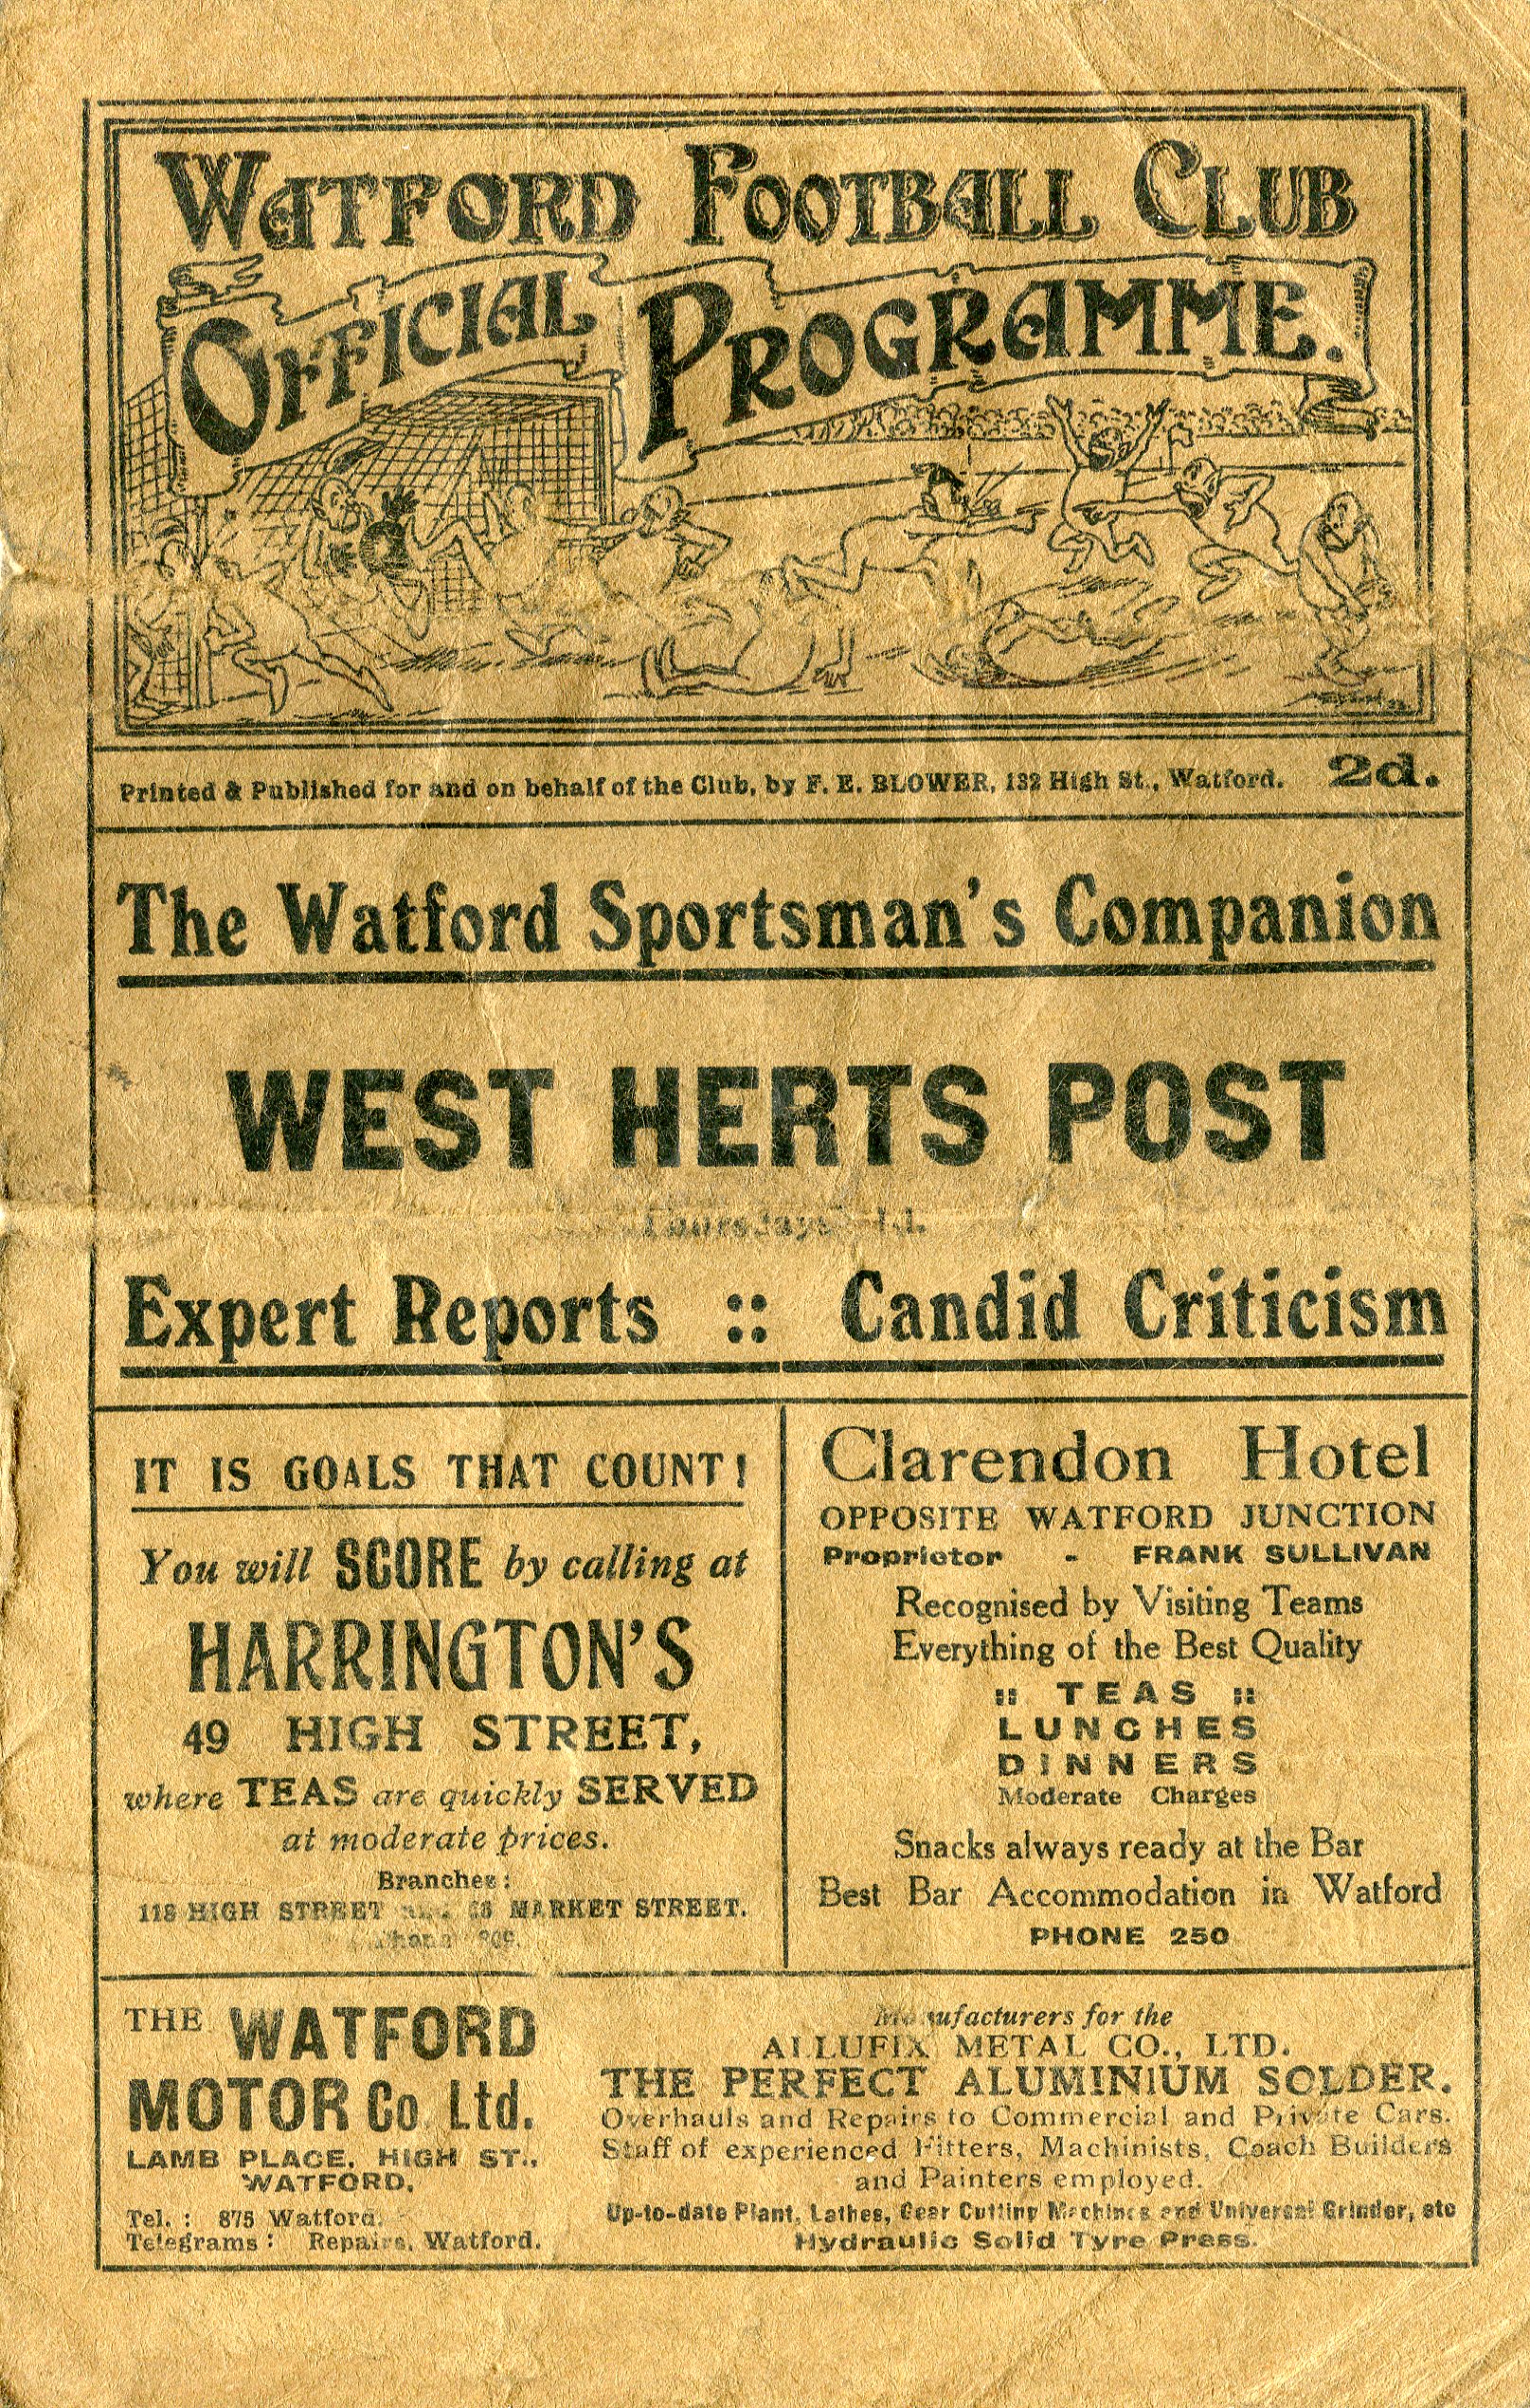 WATFORD FOOTBALL CLUB
OFFICIAL PROGRAMME.
Printed & Published for and on behalf of the Club, by F. E. BLOWER, 132 High St., Watford. 2d.
The Watford Sportsman's Companion
WEST HERTS POST
Thursdays
Expert Reports :: Candid Criticism
IT IS GOALS THAT COUNT!
You will SCORE by calling at
HARRINGTON'S
49 HIGH STREET,
where TEAS are quickly SERVED
at moderate prices.
Branches:
118 HIGH STREET MARKET STREET.
Clarendon Hotel
OPPOSITE WATFORD JUNCTION
Proprietor - FRANK SULLIVAN
Recognised by Visiting Teams
Everything of the Best Quality
:: TEAS ::
LUNCHES
DINNERS
Moderate Charges
Snacks always ready at the Bar
Best Bar Accommodation in Watford
PHONE 250
THE WATFORD
MOTOR Co. Ltd.
LAMB PLACE, HIGH ST.,
WATFORD.
Tel.: 875 Watford.
Telegrams: Repairs, Watford.
Manufacturers for the
ALLUFIX METAL CO., LTD.
THE PERFECT ALUMINIUM SOLDER.
Overhauls and Repairs to Commercial and Private Cars.
Staff of experienced Fitters, Machinists, Coach Builders
and Painters employed.
Up-to-date Plant, Lathes, Gear Cutting Machines and Universal Grinder, etc
Hydraulic Solid Tyre Press.